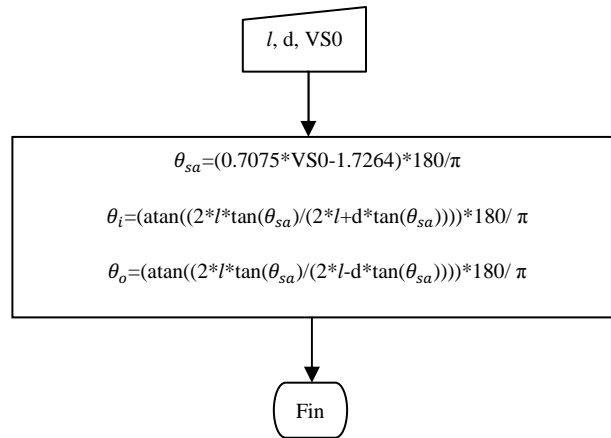 l, d, VS0
θsa=(0.7075*VS0-1.7264)*180/π
θi=(atan((2*l*tan(θsa)/(2*l+d*tan(θsa))))*180/ π
θo=(atan((2*l*tan(θsa)/(2*l-d*tan(θsa))))*180/ π
Fin